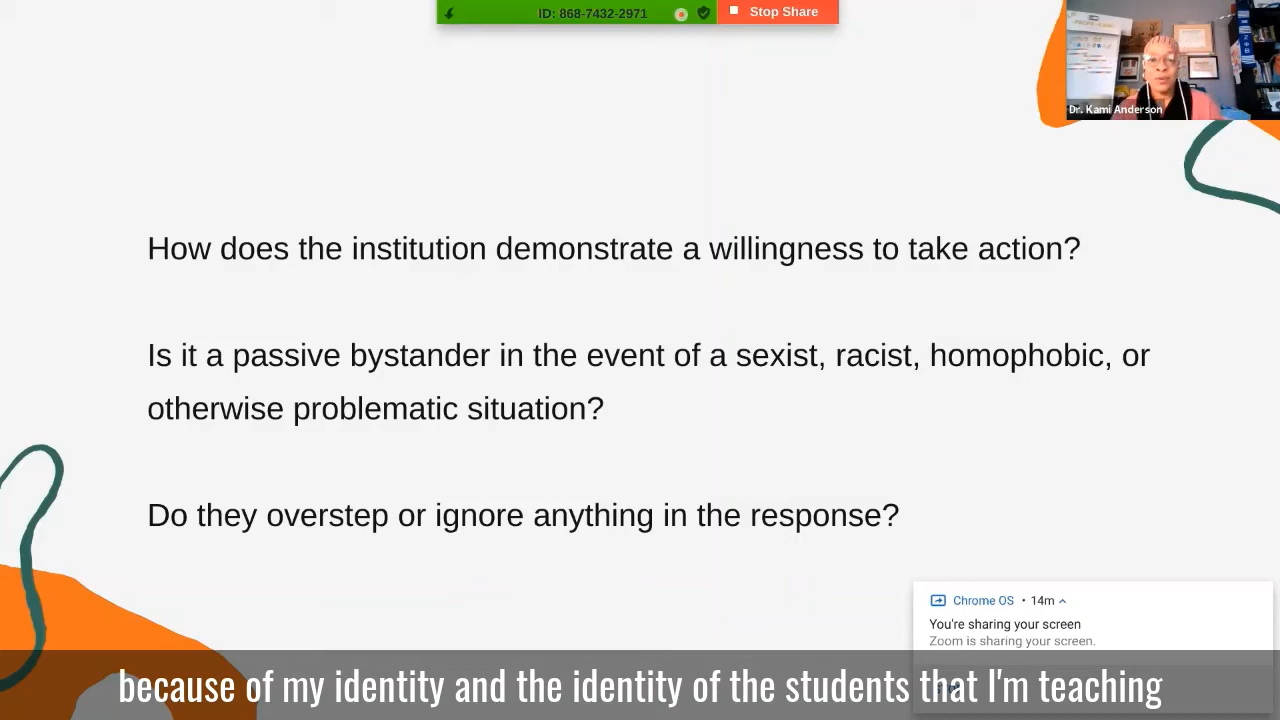 ID: 868-7432-2971
Stop Share
Dr. Kami Anderson
How does the institution demonstrate a willingness to take action?
Is it a passive bystander in the event of a sexist, racist, homophobic, or
otherwise problematic situation?
Do they overstep or ignore anything in the response?
Chrome OS • 14m
You're sharing your screen
Zoom is sharing your screen.
because of my identity and the identity of the students that I'm teaching